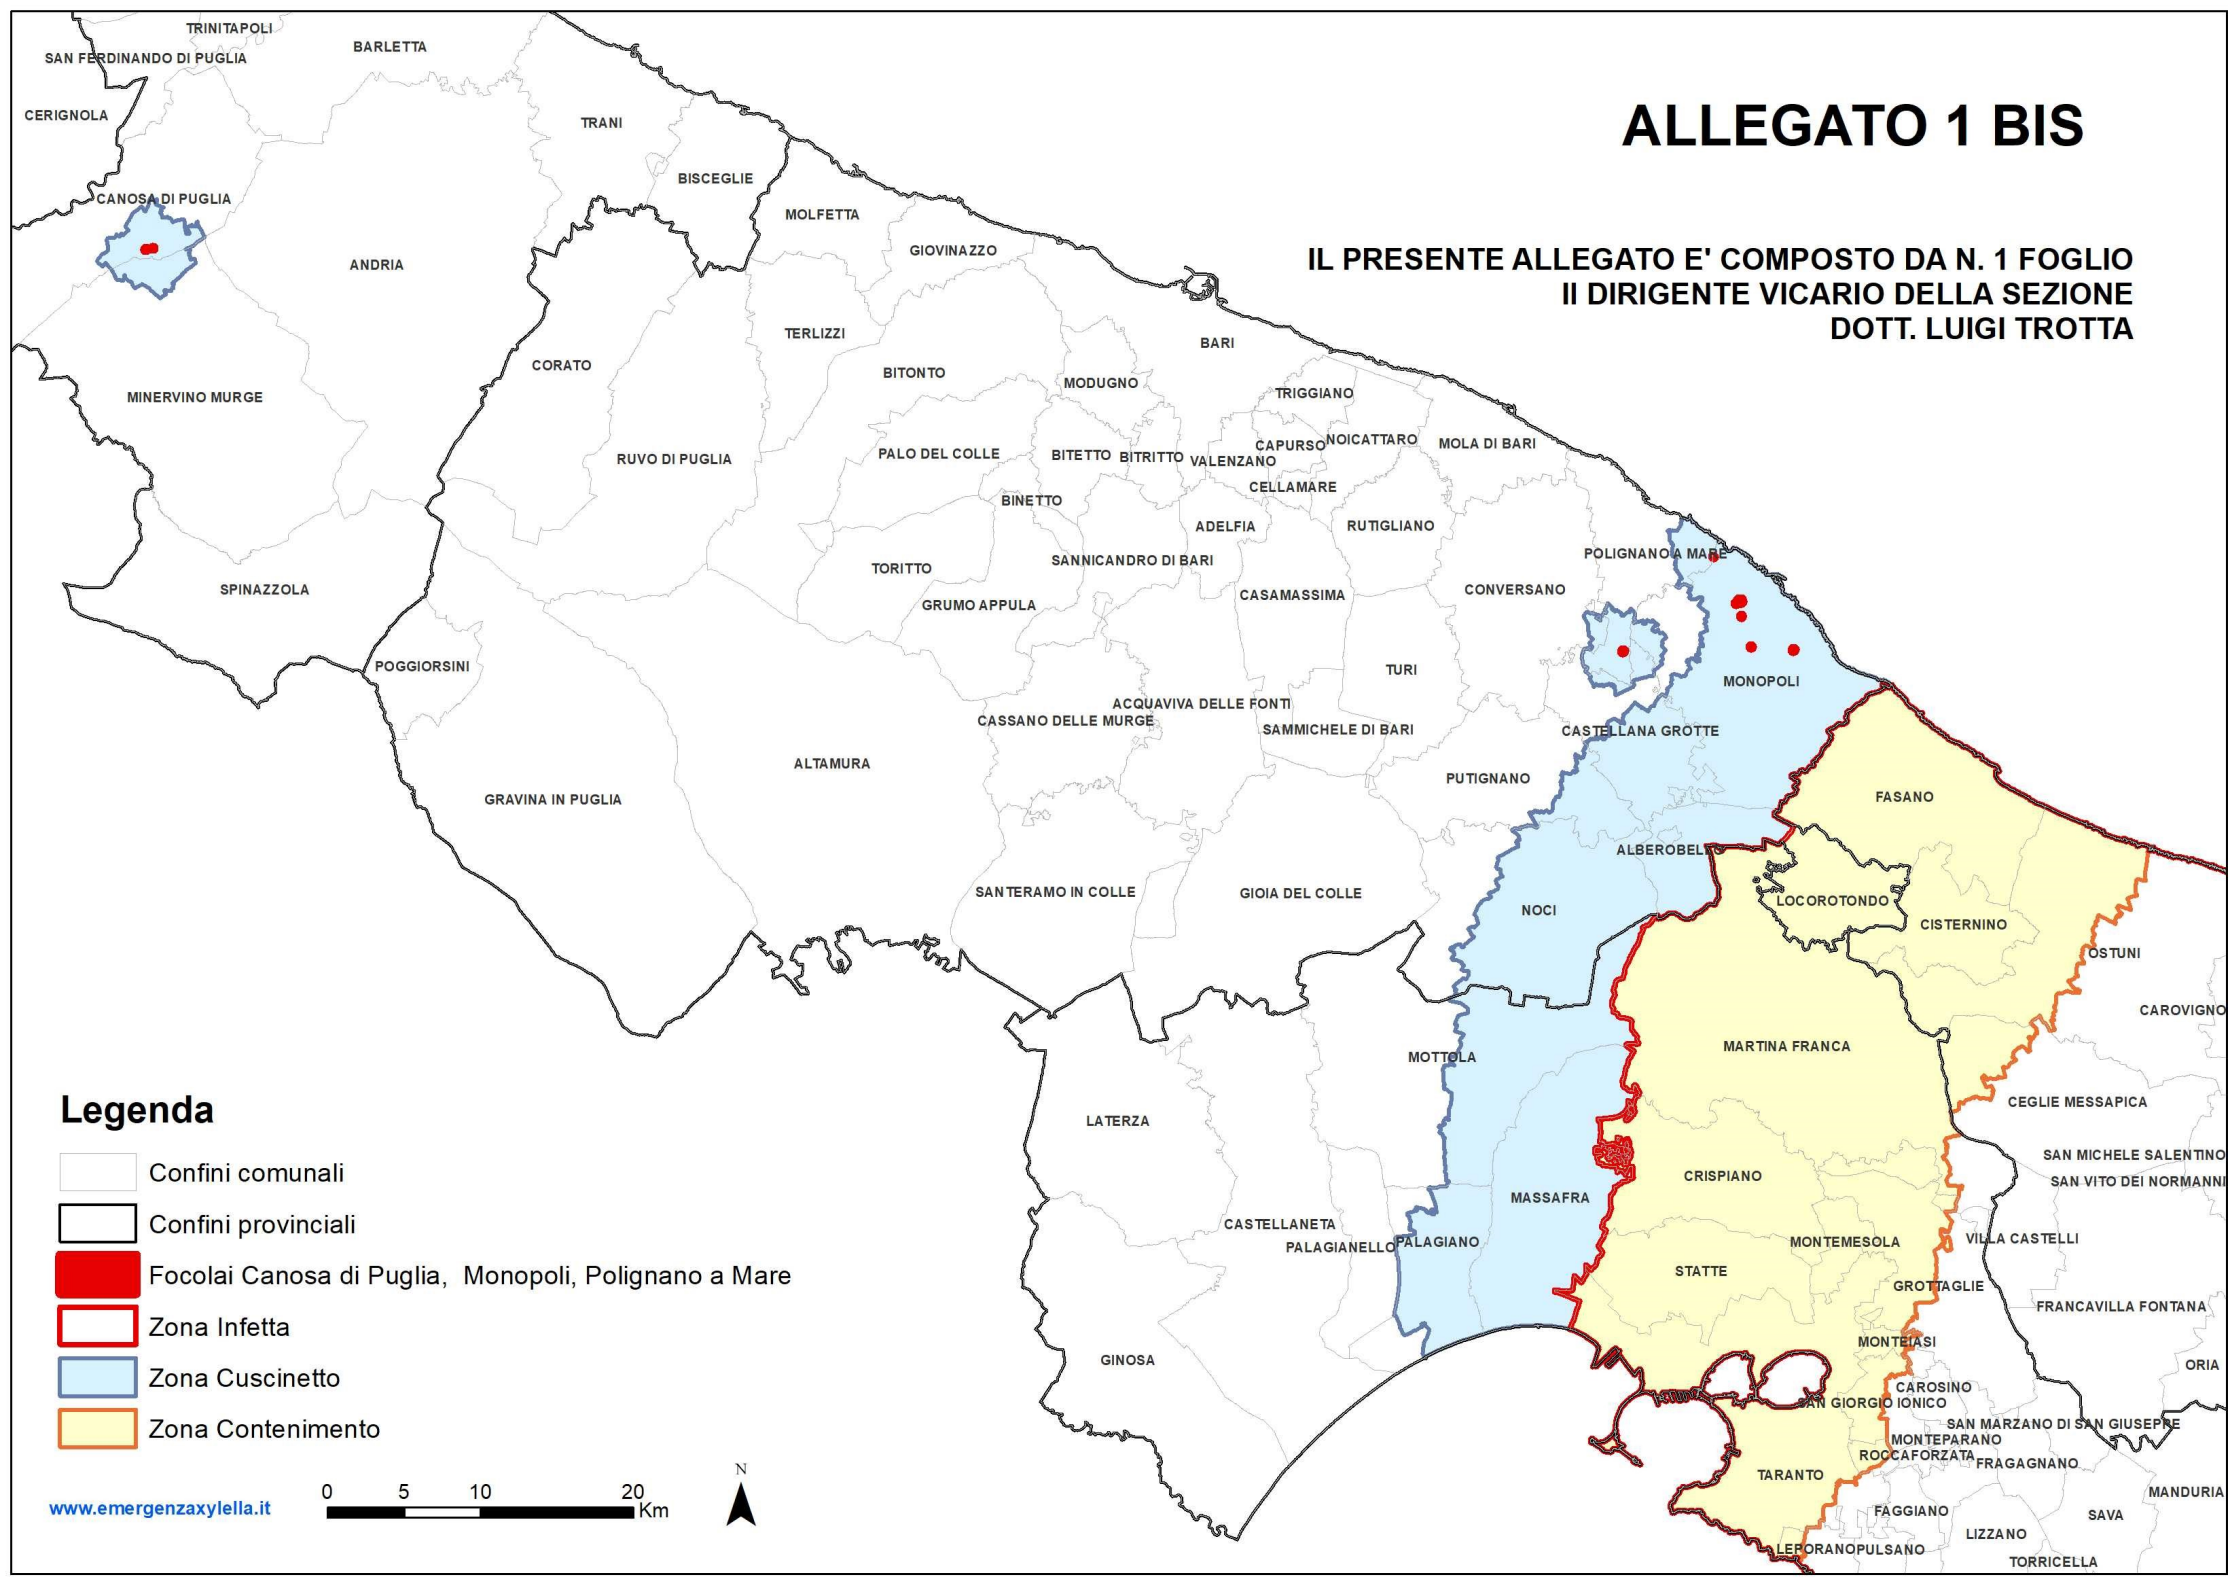 TRINITAPOLI
BARLETTA
SAN FERDINANDO DI PUGLIA
CERIGNOLA
TRANI
ALLEGATO 1 BIS
BISCEGLIE
CANOSA DI PUGLIA
MOLFETTA
GIOVINAZZO
ANDRIA
IL PRESENTE ALLEGATO E' COMPOSTO DA N. 1 FOGLIO
Il DIRIGENTE VICARIO DELLA SEZIONE
DOTT. LUIGI TROTTA
TERLIZZI
BARI
CORATO
BITONTO
MODUGNO
TRIGGIANO
MINERVINO MURGE
RUVO DI PUGLIA
PALO DEL COLLE
BITETTO
BITRITTO
VALENZANO
CAPURSO
NOICATTARO
MOLA DI BARI
CELLAMARE
BINETTO
ADELFIA
RUTIGLIANO
POLIGNANO A MARE
SANNICANDRO DI BARI
TORITTO
SPINAZZOLA
GRUMO APPULA
CASAMASSIMA
CONVERSANO
POGGIORSINI
TURI
MONOPOLI
ACQUAVIVA DELLE FONTI
CASSANO DELLE MURGE
SAMMICHELE DI BARI
CASTELLANA GROTTE
ALTAMURA
PUTIGNANO
GRAVINA IN PUGLIA
FASANO
ALBEROBELLO
SANTERAMO IN COLLE
GIOIA DEL COLLE
NOCI
LOCOROTONDO
CISTERNINO
OSTUNI
CAROVIGNO
MOTTOLA
MARTINA FRANCA
CEGLIE MESSAPICA
LATERZA
SAN MICHELE SALENTINO
CRISPIANO
SAN VITO DEI NORMANNI
MASSAFRA
CASTELLANETA
PALAGIANELLO
PALAGIANO
MONTEMESOLA
VILLA CASTELLI
STATTE
GROTTAGLIE
FRANCAVILLA FONTANA
MONTEIASI
GINOSA
ORIA
CAROSINO
SAN GIORGIO IONICO
SAN MARZANO DI SAN GIUSEPPE
MONTEPARANO
ROCCAFORZATA
FRAGAGNANO
TARANTO
MANDURIA
FAGGIANO
SAVA
LIZZANO
LEPORANO
PULSANO
TORRICELLA
Legenda
Confini comunali
Confini provinciali
Focolai Canosa di Puglia, Monopoli, Polignano a Mare
Zona Infetta
Zona Cuscinetto
Zona Contenimento
www.emergenzaxylella.it
0 5 10 20
Km
N